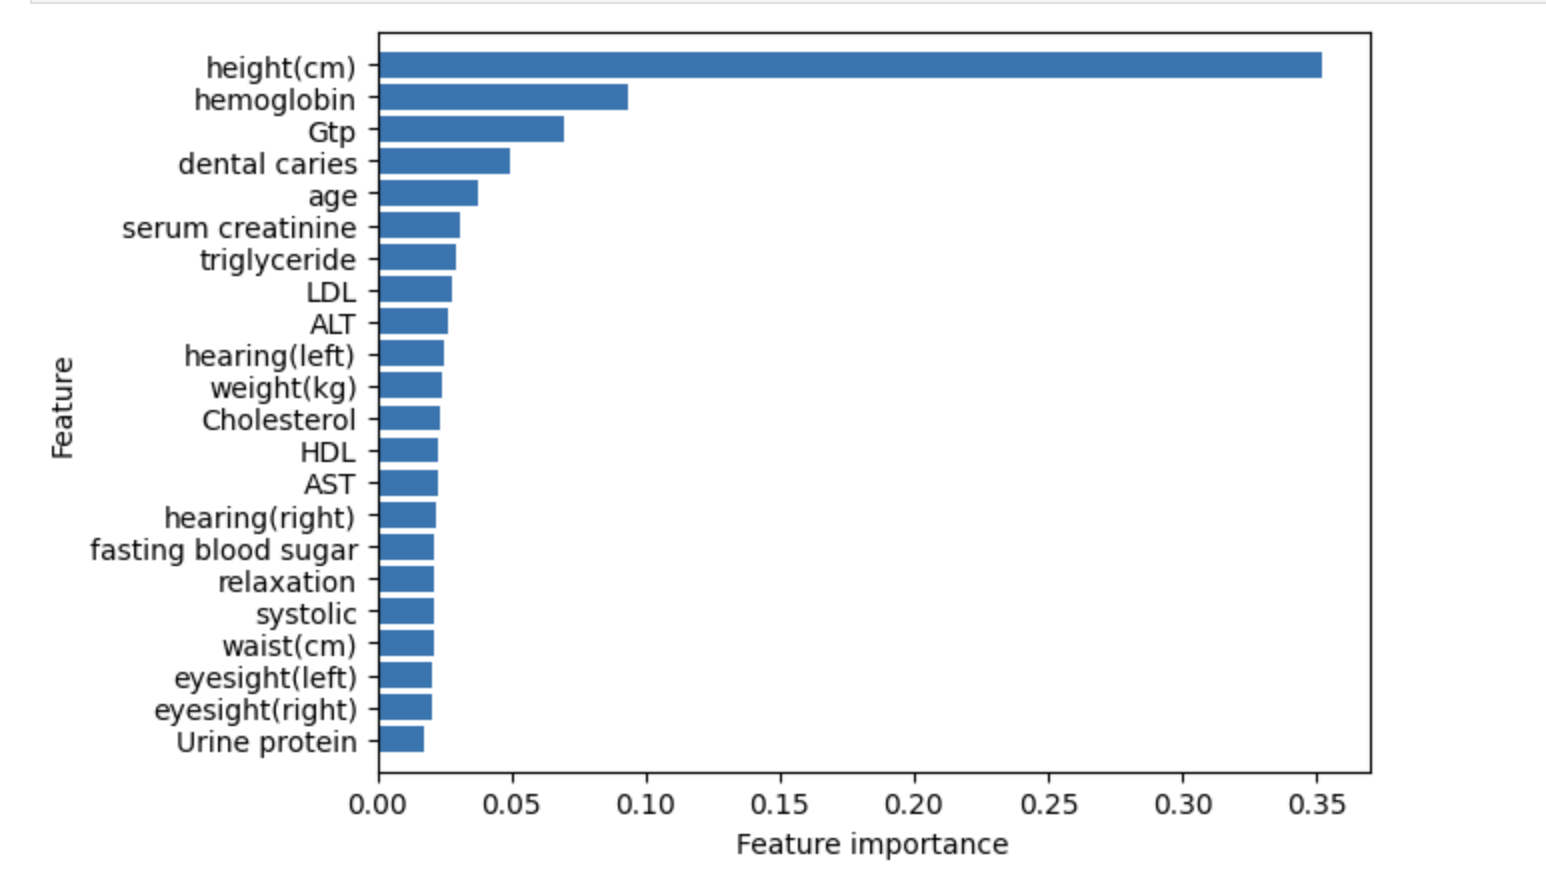 height(cm)
hemoglobin
Gtp
dental caries
age
serum creatinine
triglyceride
LDL
ALT
hearing(left)
weight(kg)
Cholesterol
HDL
AST
hearing(right)
fasting blood sugar
relaxation
systolic
waist(cm)
eyesight(left)
eyesight(right)
Urine protein
Feature
0.00 0.05 0.10 0.15 0.20 0.25 0.30 0.35
Feature importance